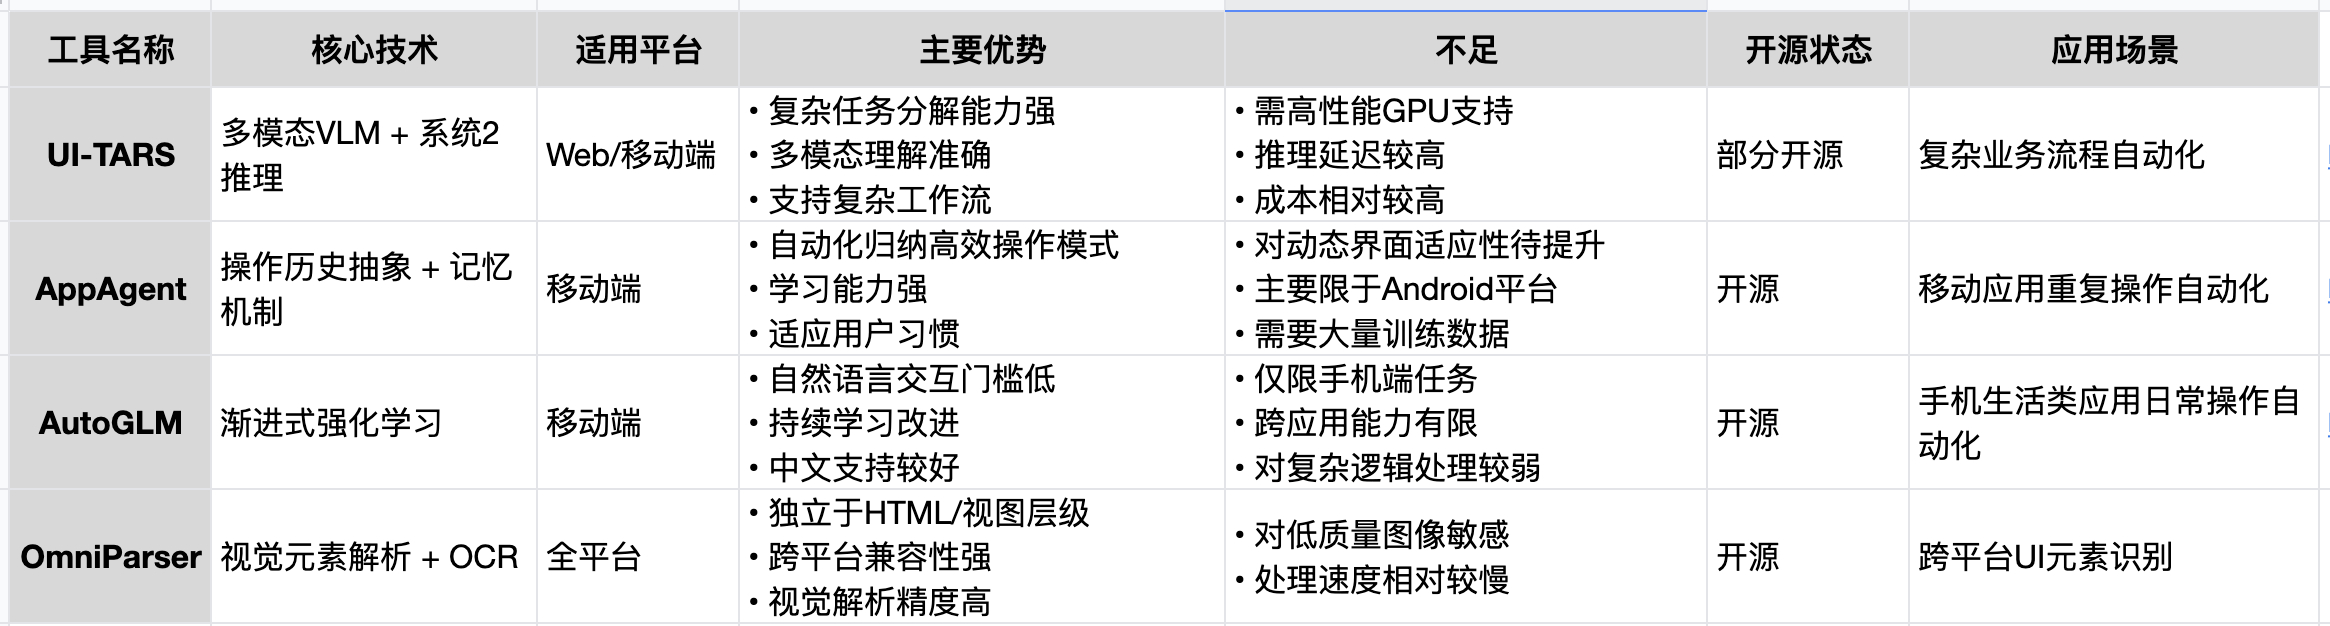 工具名称 核心技术 适用平台 主要优势 不足 开源状态 应用场景
UI-TARS
多模态VLM + 系统2
推理
Web/移动端
• 复杂任务分解能力强
• 多模态理解准确
• 支持复杂工作流
• 需高性能GPU支持
• 推理延迟较高
• 成本相对较高
部分开源
复杂业务流程自动化
AppAgent
操作历史抽象 + 记忆
机制
移动端
• 自动化归纳高效操作模式
• 学习能力强
• 适应用户习惯
• 对动态界面适应性待提升
• 主要限于Android平台
• 需要大量训练数据
开源
移动应用重复操作自动化
AutoGLM
渐进式强化学习
移动端
• 自然语言交互门槛低
• 持续学习改进
• 中文支持较好
• 仅限手机端任务
• 跨应用能力有限
• 对复杂逻辑处理较弱
开源
手机生活类应用日常操作自
动化
OmniParser
视觉元素解析 + OCR
全平台
• 独立于HTML/视图层级
• 跨平台兼容性强
• 视觉解析精度高
• 对低质量图像敏感
• 处理速度相对较慢
开源
跨平台UI元素识别